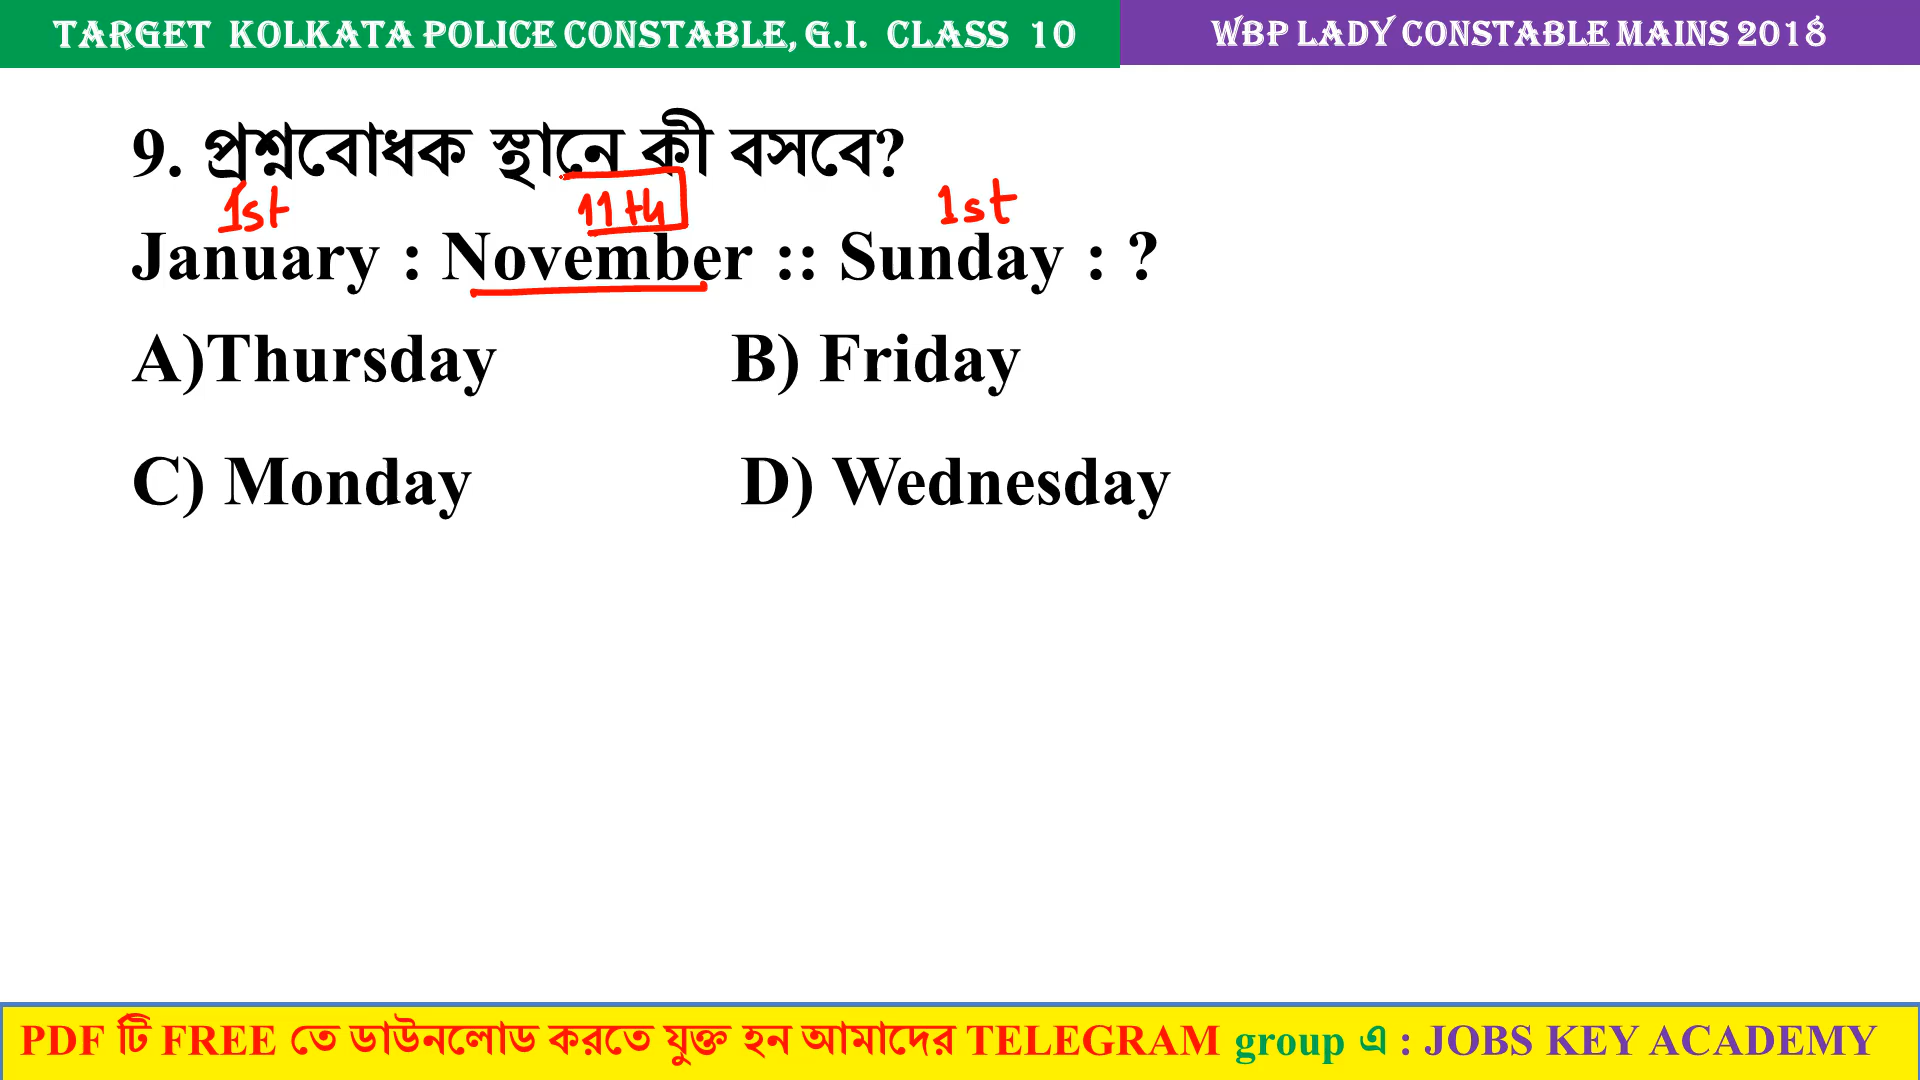 TARGET KOLKATA POLICE CONSTABLE, G.I. CLASS 10
WBP LADY CONSTABLE MAINS 2018
9. প্রশ্নবোধক স্থানে কী বসবে?
1st 11th 1st
January : November :: Sunday : ?
A)Thursday B) Friday
C) Monday D) Wednesday
PDF টি FREE তে ডাউনলোড করতে যুক্ত হন আমাদের TELEGRAM group এ : JOBS KEY ACADEMY